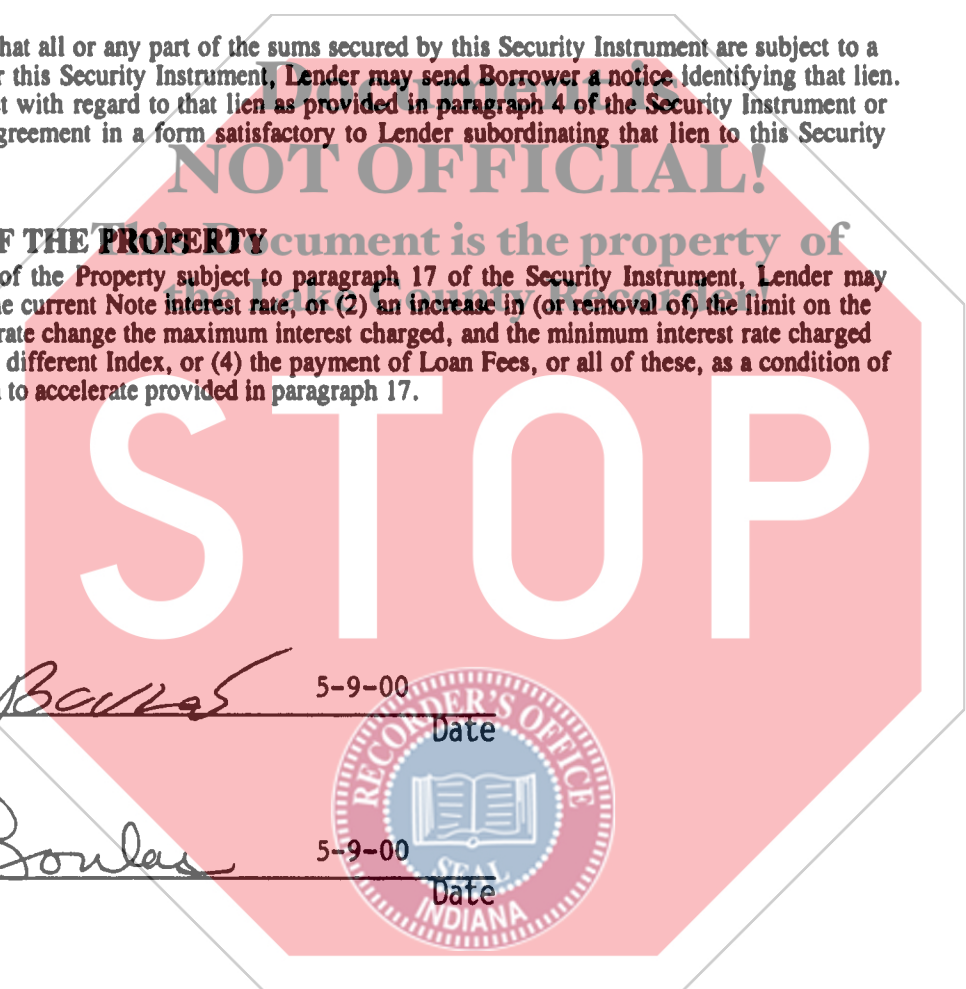 hat all or any part of the sums secured by this Security Instrument are subject to a
r this Security Instrument, Lender may send Borrower a notice identifying that lien.
Document is
st with regard to that lien as provided in paragraph 4 of the Security Instrument or
agreement in a form satisfactory to Lender subordinating that lien to this Security
NOT OFFICIAL!
F THE PROPERTY
This Document is the property of
of the Property subject to paragraph 17 of the Security Instrument, Lender may
the Lake County Recorder!
ne current Note interest rate, or (2) an increase in (or removal of) the limit on the
rate change the maximum interest charged, and the minimum interest rate charged
different Index, or (4) the payment of Loan Fees, or all of these, as a condition of
n to accelerate provided in paragraph 17.
STOP
Boulas 5-9-00
Date
Boulas 5-9-00
Date
RECORDER'S OFFICE
SEAL
INDIANA